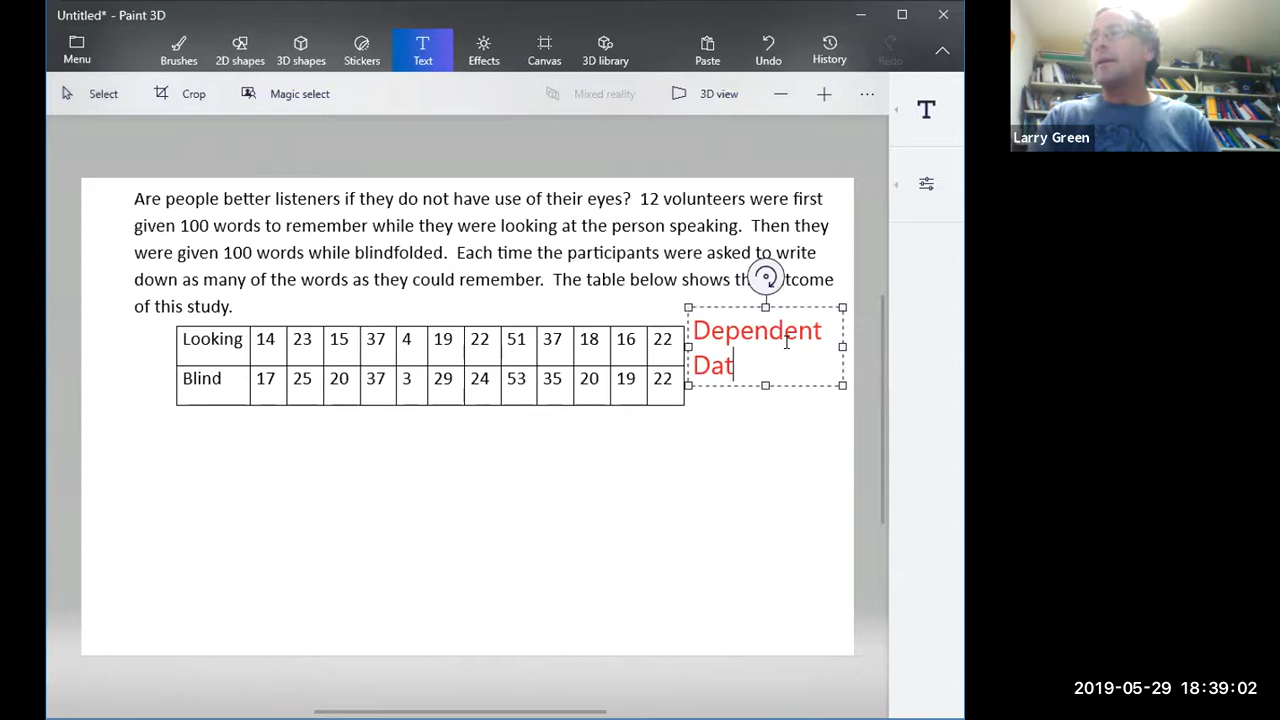 Untitled* - Paint 3D
Menu
Brushes
2D shapes
3D shapes
Stickers
Text
Effects
Canvas
3D library
Paste
Undo
History
Redo
Select
Crop
Magic select
Mixed reality
3D view
T
Larry Green
Are people better listeners if they do not have use of their eyes? 12 volunteers were first
given 100 words to remember while they were looking at the person speaking. Then they
were given 100 words while blindfolded. Each time the participants were asked to write
down as many of the words as they could remember. The table below shows
of this study.
Looking 14 23 15 37 4 19 22 51 37 18 16 22
Blind 17 25 20 37 3 29 24 53 35 20 19 22
Dependent
Dat
2019-05-29 18:39:02